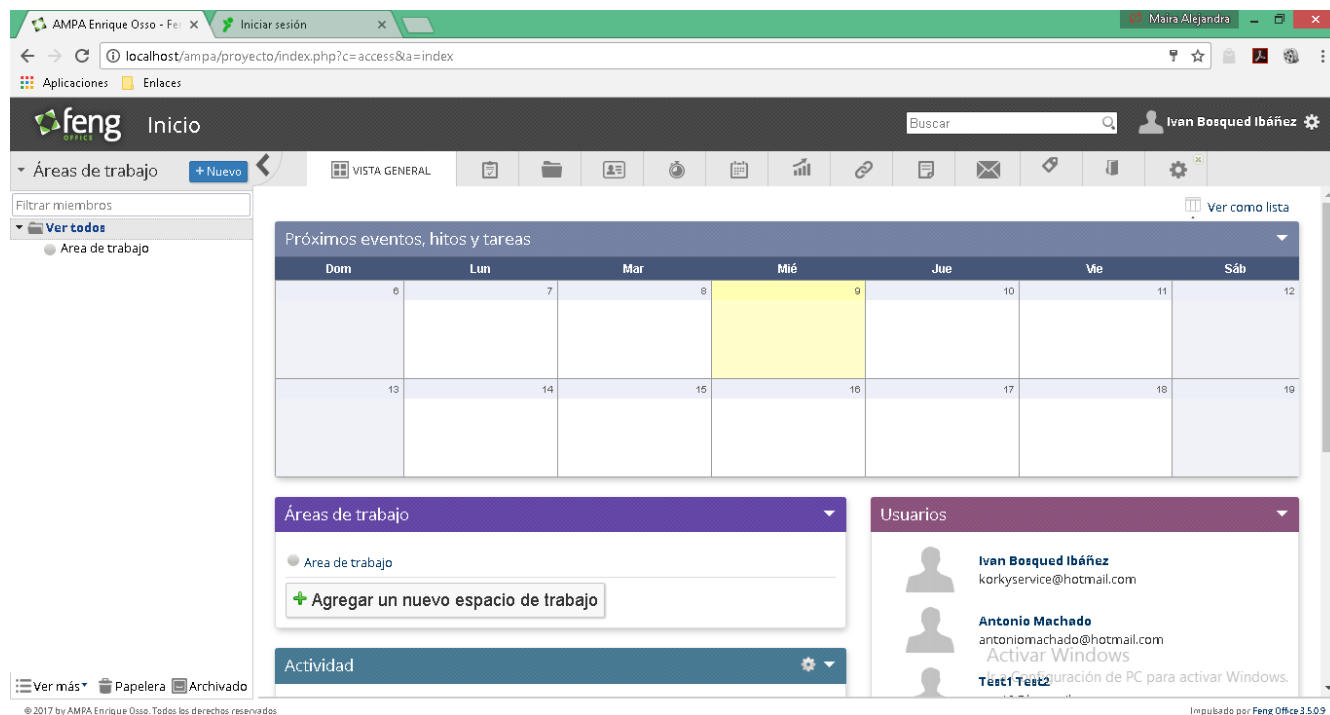 AMPA Enrique Osso - Fe
Iniciar sesión
Maira Alejandra
localhost/ampa/proyecto/index.php?c=access&a=index
Aplicaciones
Enlaces
feng
OFFICE
Inicio
Buscar
Ivan Bosqued Ibáñez
Áreas de trabajo
+ Nuevo
VISTA GENERAL
Filtrar miembros
Ver todos
Area de trabajo
Ver como lista
Próximos eventos, hitos y tareas
Dom Lun Mar Mié Jue Vie Sáb
6 7 8 9 10 11 12
13 14 15 16 17 18 19
Áreas de trabajo
Area de trabajo
Agregar un nuevo espacio de trabajo
Actividad
Usuarios
Ivan Bosqued Ibáñez
korkyservice@hotmail.com
Antonio Machado
antoniomachado@hotmail.com
Activar Windows
Ir a Configuración de PC para activar Windows.
Test1 Test2
Ver más
Papelera
Archivado
© 2017 by AMPA Enrique Osso. Todos los derechos reservados
Impulsado por Feng Office 3.5.0.9